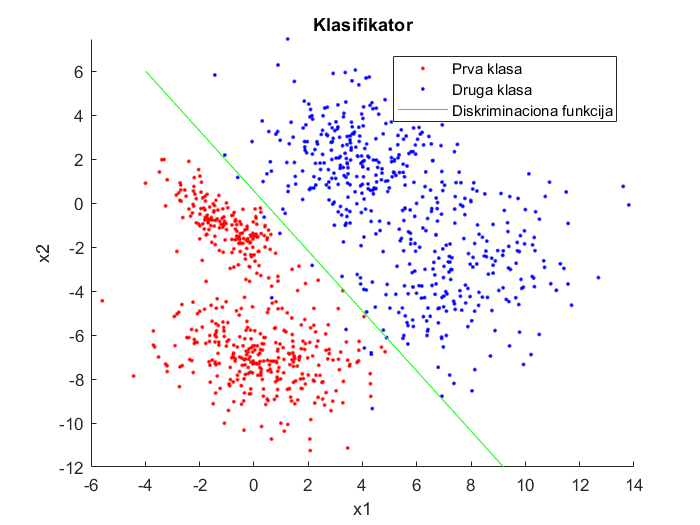 Klasifikator
Prva klasa
Druga klasa
Diskriminaciona funkcija
x2
6
4
2
0
-2
-4
-6
-8
-10
-12
-6 -4 -2 0 2 4 6 8 10 12 14
x1